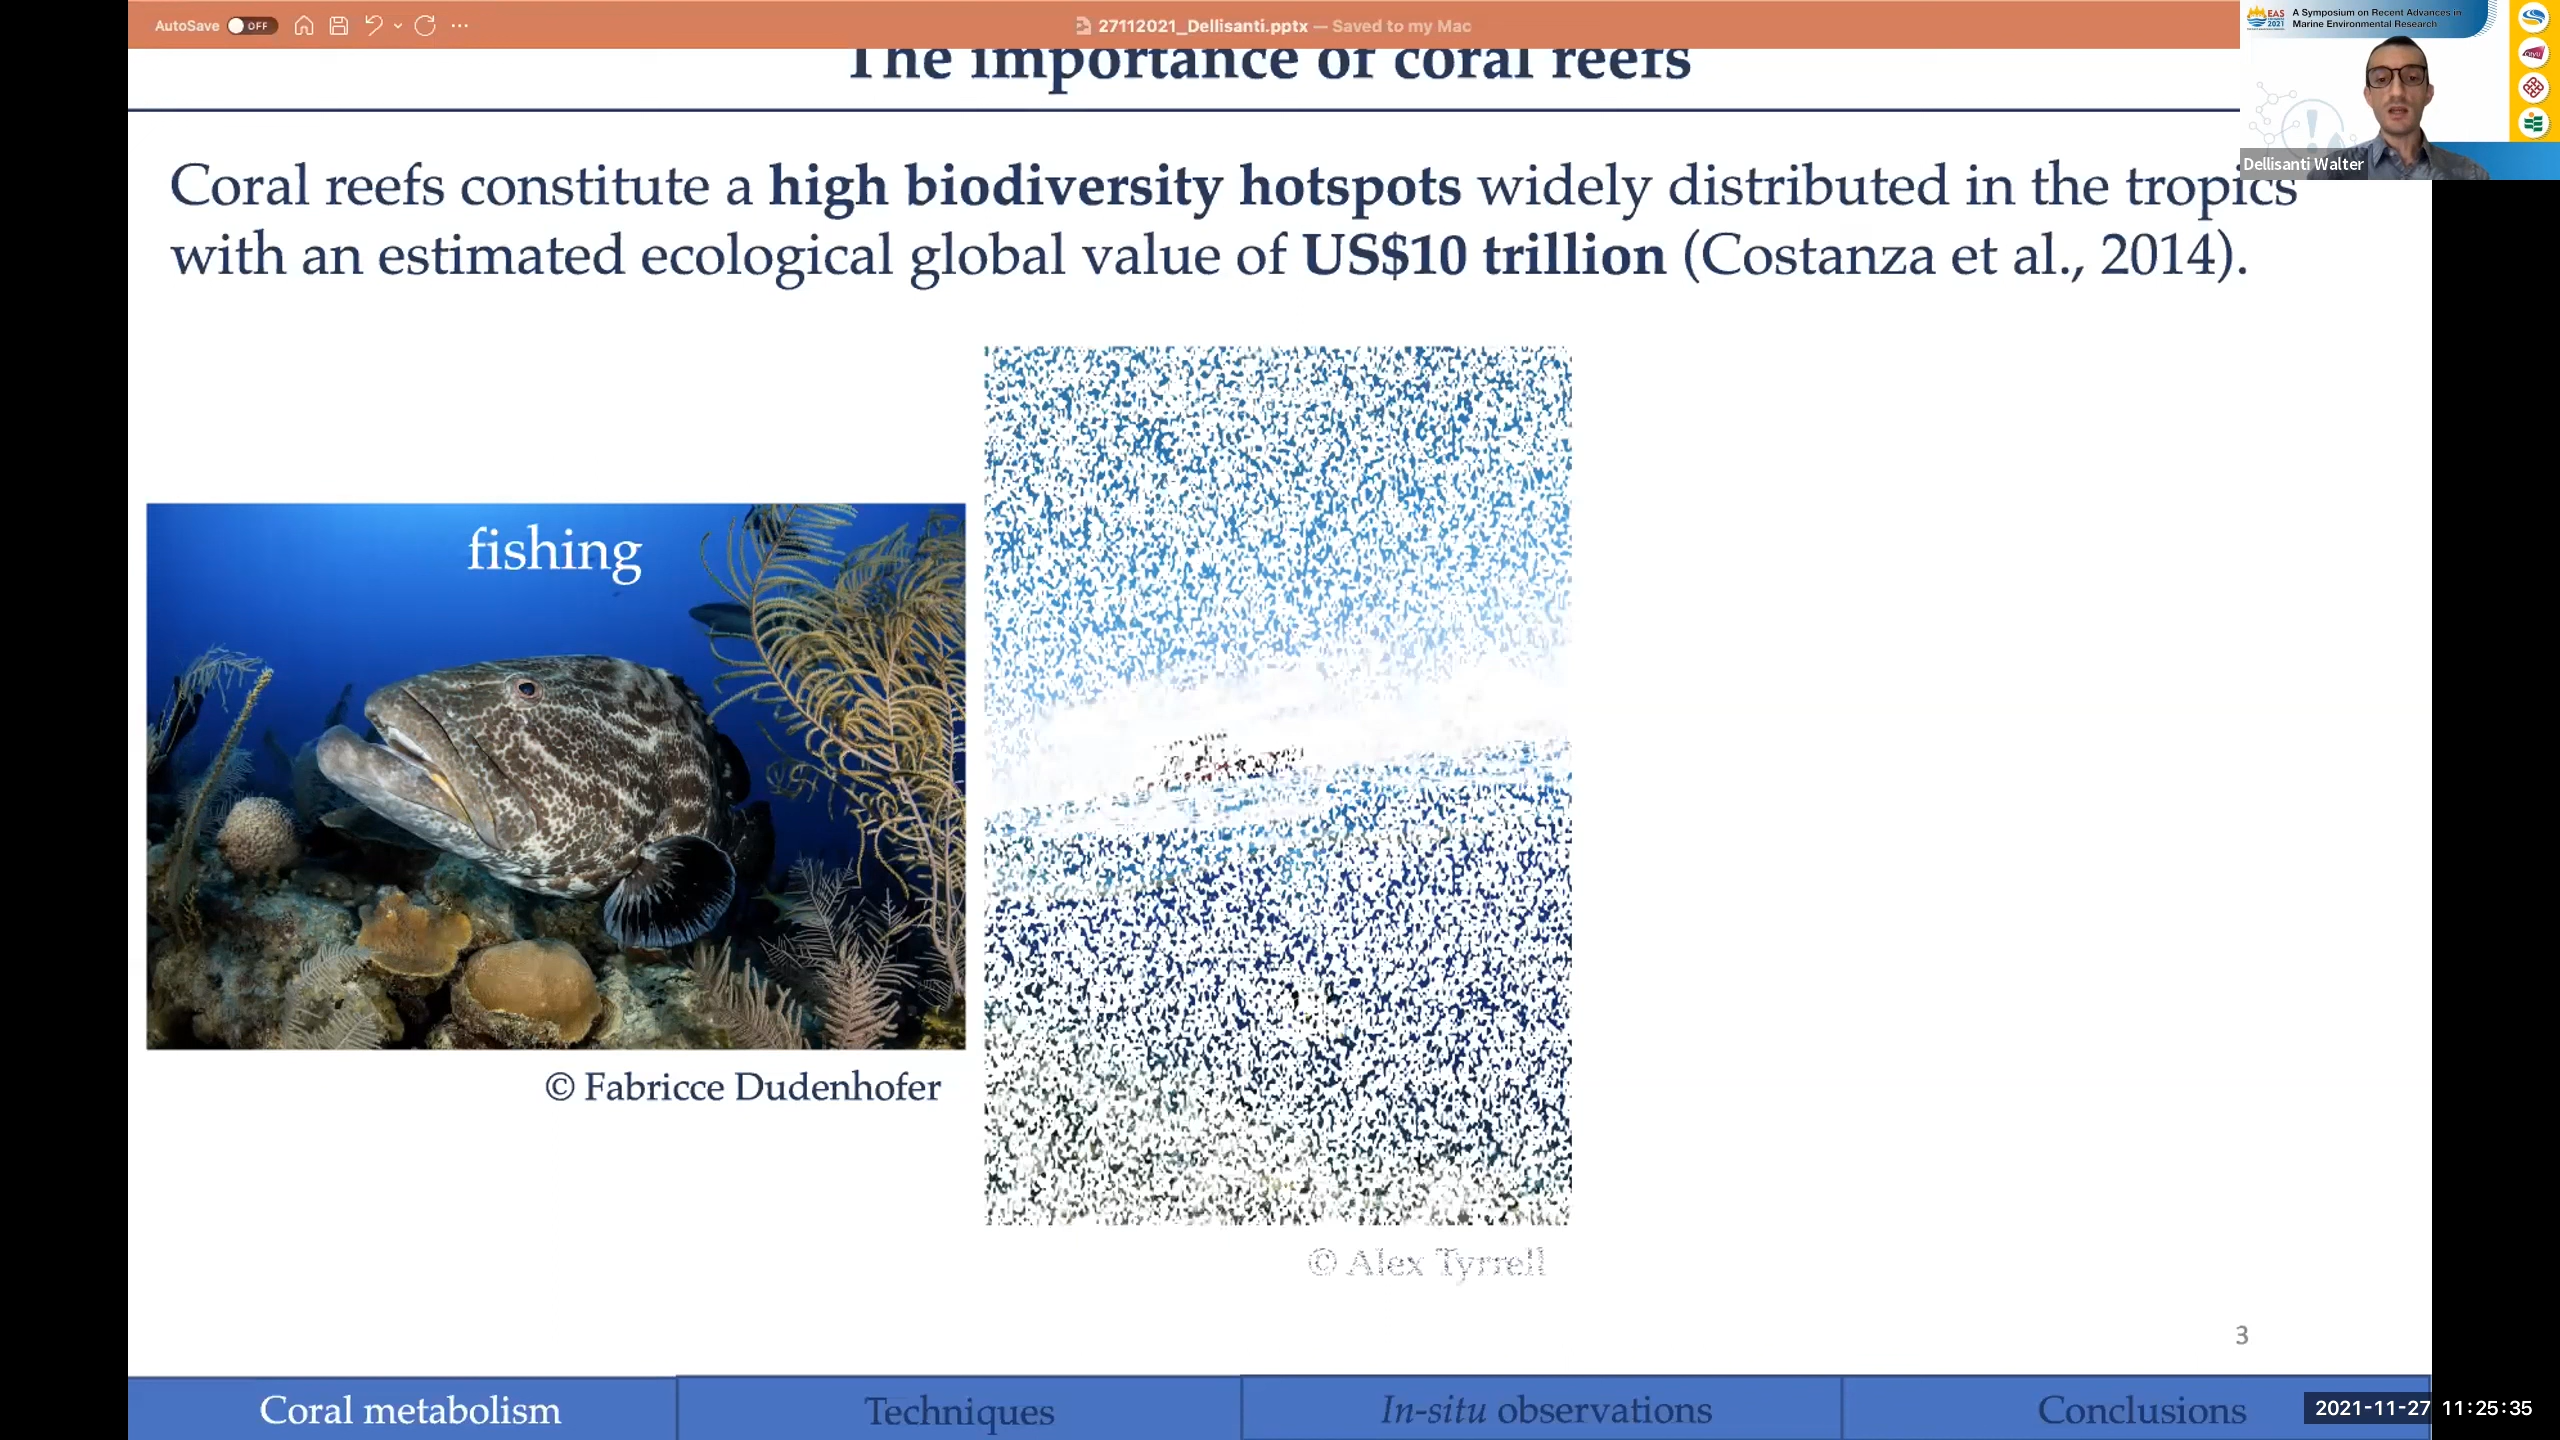 AutoSave OFF
27112021_Dellisanti.pptx — Saved to my Mac
EAS
2021
A Symposium on Recent Advances in
Marine Environmental Research
Dellisanti Walter
The importance of coral reefs
Coral reefs constitute a high biodiversity hotspots widely distributed in the tropics
with an estimated ecological global value of US$10 trillion (Costanza et al., 2014).
fishing
© Fabricce Dudenhofer
© Alex Tyrrell
3
Coral metabolism
Techniques
In-situ observations
Conclusions
2021-11-27 11:25:35